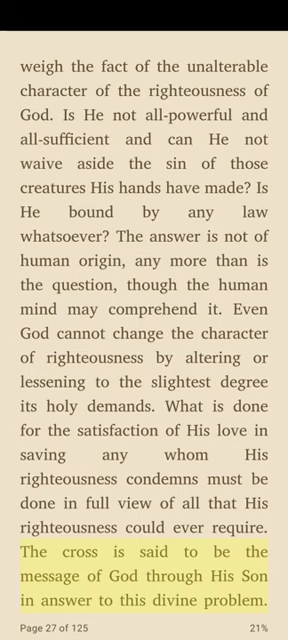 weigh the fact of the unalterable
character of the righteousness of
God. Is He not all-powerful and
all-sufficient and can He not
waive aside the sin of those
creatures His hands have made? Is
He bound by any law
whatsoever? The answer is not of
human origin, any more than is
the question, though the human
mind may comprehend it. Even
God cannot change the character
of righteousness by altering or
lessening to the slightest degree
its holy demands. What is done
for the satisfaction of His love in
saving any whom His
righteousness condemns must be
done in full view of all that His
righteousness could ever require.
The cross is said to be the
message of God through His Son
in answer to this divine problem.
Page 27 of 125 21%